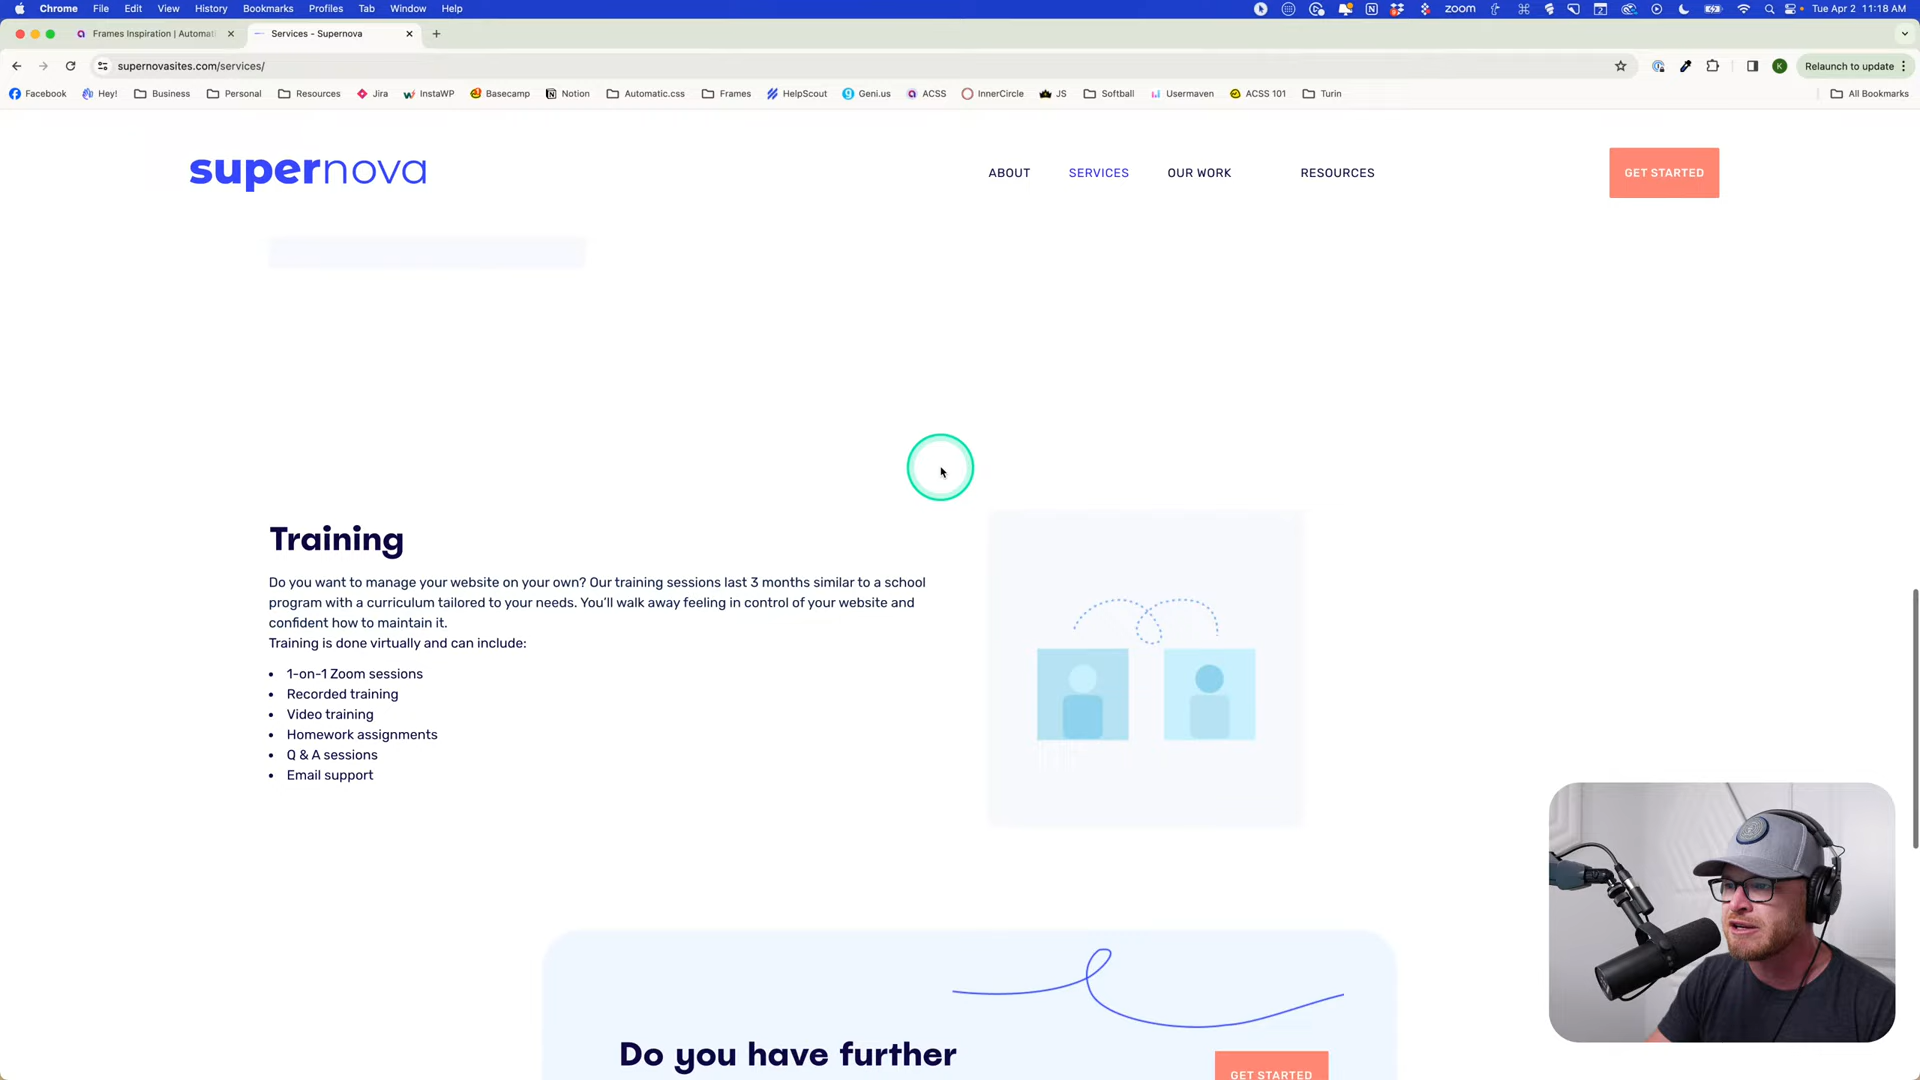 Chrome File Edit View History Bookmarks Profiles Tab Window Help zoom 2 Tue Apr 2 11:18 AM
Frames Inspiration | Automati Services - Supernova
supernovasites.com/services/ K Relaunch to update
Facebook Hey! Business Personal Resources Jira InstaWP Basecamp Notion Automatic.css Frames HelpScout Geni.us ACSS InnerCircle JS Softball Usermaven ACSS 101 Turin All Bookmarks
supernova ABOUT SERVICES OUR WORK RESOURCES GET STARTED
Training
Do you want to manage your website on your own? Our training sessions last 3 months similar to a school
program with a curriculum tailored to your needs. You’ll walk away feeling in control of your website and
confident how to maintain it.
Training is done virtually and can include:
• 1-on-1 Zoom sessions
• Recorded training
• Video training
• Homework assignments
• Q & A sessions
• Email support
Do you have further
GET STARTED